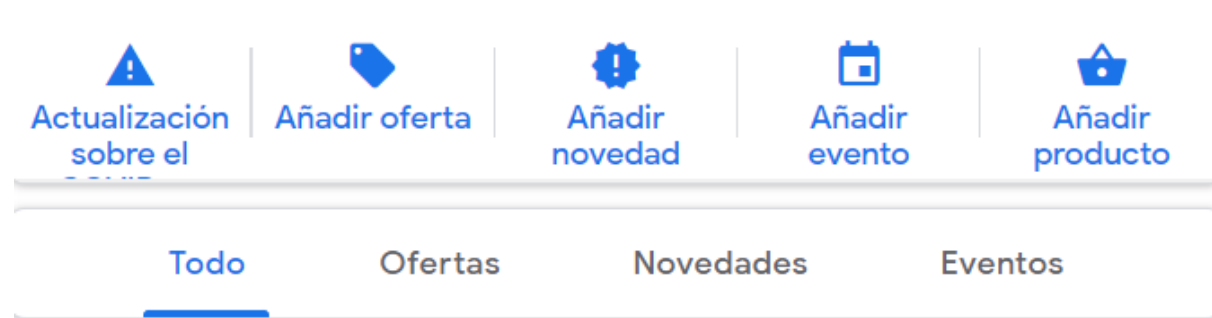 Actualización
sobre el
Añadir oferta
Añadir
novedad
Añadir
evento
Añadir
producto
Todo
Ofertas
Novedades
Eventos